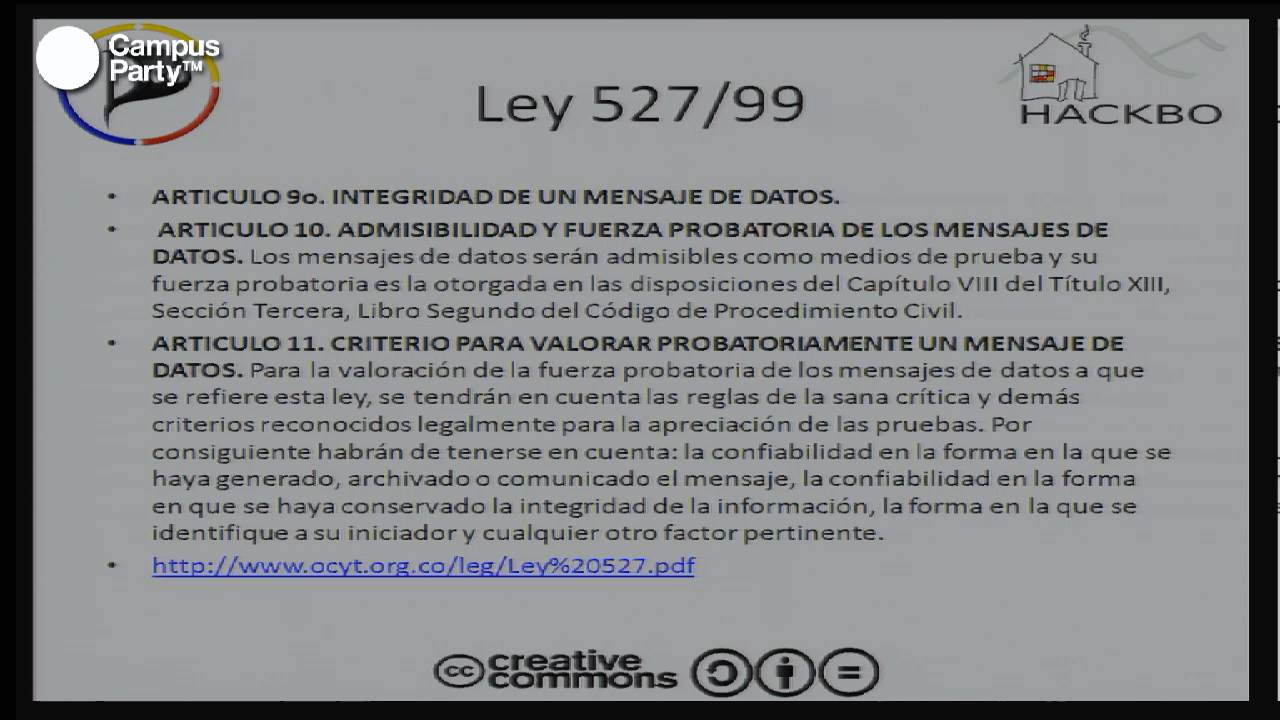 Campus
Party™
HACKBO
Ley 527/99
• ARTICULO 9o. INTEGRIDAD DE UN MENSAJE DE DATOS.
• ARTICULO 10. ADMISIBILIDAD Y FUERZA PROBATORIA DE LOS MENSAJES DE
DATOS. Los mensajes de datos serán admisibles como medios de prueba y su
fuerza probatoria es la otorgada en las disposiciones del Capítulo VIII del Título XIII,
Sección Tercera, Libro Segundo del Código de Procedimiento Civil.
• ARTICULO 11. CRITERIO PARA VALORAR PROBATORIAMENTE UN MENSAJE DE
DATOS. Para la valoración de la fuerza probatoria de los mensajes de datos a que
se refiere esta ley, se tendrán en cuenta las reglas de la sana crítica y demás
criterios reconocidos legalmente para la apreciación de las pruebas. Por
consiguiente habrán de tenerse en cuenta: la confiabilidad en la forma en la que se
haya generado, archivado o comunicado el mensaje, la confiabilidad en la forma
en que se haya conservado la integridad de la información, la forma en la que se
identifique a su iniciador y cualquier otro factor pertinente.
• http://www.ocyt.org.co/leg/Ley%20527.pdf
cc creative
commons